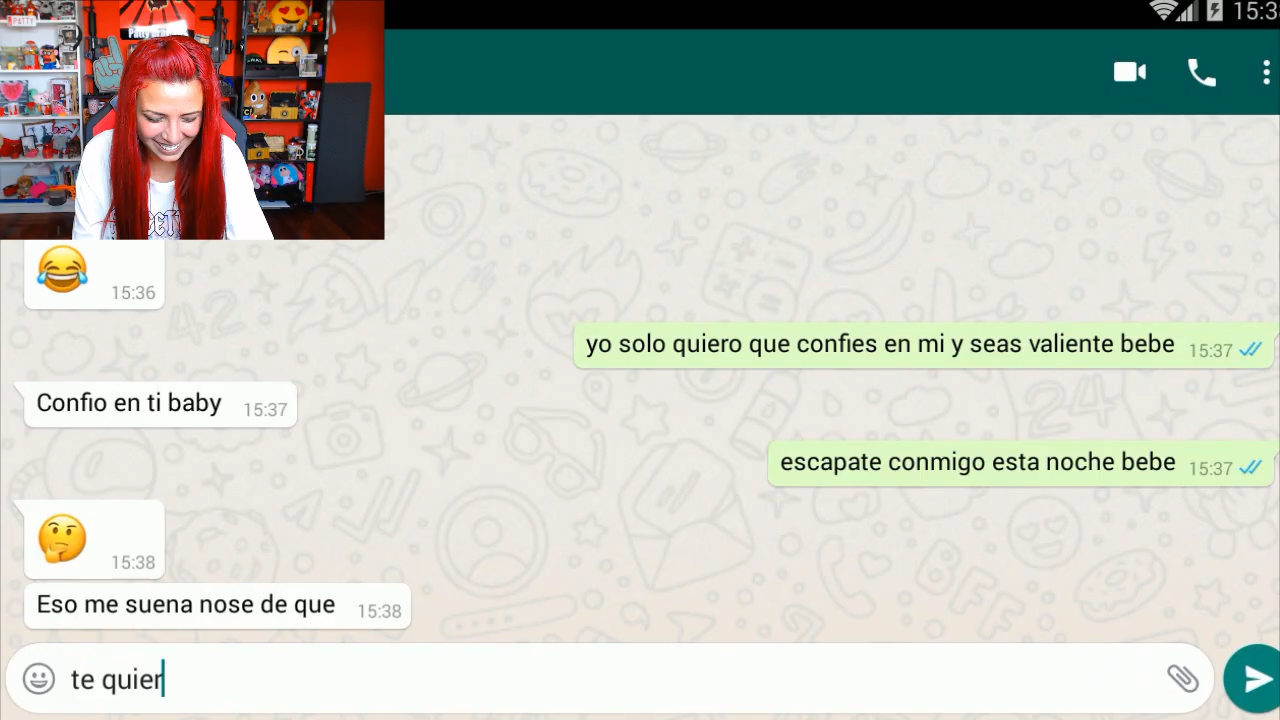 PATTY
15:3
15:36
yo solo quiero que confies en mi y seas valiente bebe 15:37
Confio en ti baby 15:37
escapate conmigo esta noche bebe 15:37
15:38
Eso me suena nose de que 15:38
te quier